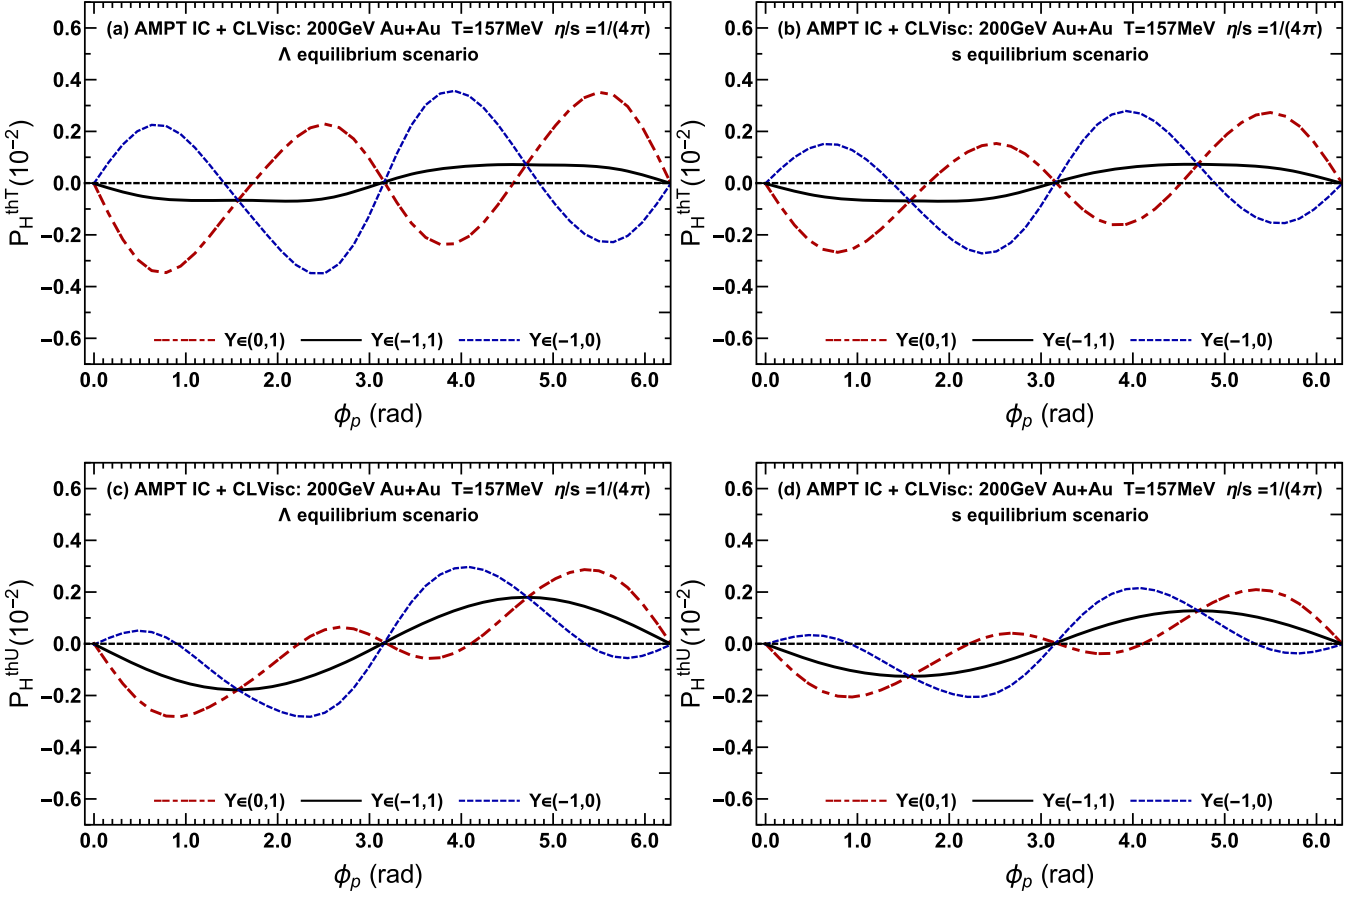 (a) AMPT IC + CLVisc: 200GeV Au+Au T=157MeV η/s =1/(4π)
Λ equilibrium scenario
P_H^thT (10^−2)
0.6
0.4
0.2
0.0
−0.2
−0.4
−0.6
Y∈(0,1) Y∈(−1,1) Y∈(−1,0)
0.0 1.0 2.0 3.0 4.0 5.0 6.0
ϕ_p (rad)
(b) AMPT IC + CLVisc: 200GeV Au+Au T=157MeV η/s =1/(4π)
s equilibrium scenario
P_H^thT (10^−2)
0.6
0.4
0.2
0.0
−0.2
−0.4
−0.6
Y∈(0,1) Y∈(−1,1) Y∈(−1,0)
0.0 1.0 2.0 3.0 4.0 5.0 6.0
ϕ_p (rad)
(c) AMPT IC + CLVisc: 200GeV Au+Au T=157MeV η/s =1/(4π)
Λ equilibrium scenario
P_H^thU (10^−2)
0.6
0.4
0.2
0.0
−0.2
−0.4
−0.6
Y∈(0,1) Y∈(−1,1) Y∈(−1,0)
0.0 1.0 2.0 3.0 4.0 5.0 6.0
ϕ_p (rad)
(d) AMPT IC + CLVisc: 200GeV Au+Au T=157MeV η/s =1/(4π)
s equilibrium scenario
P_H^thU (10^−2)
0.6
0.4
0.2
0.0
−0.2
−0.4
−0.6
Y∈(0,1) Y∈(−1,1) Y∈(−1,0)
0.0 1.0 2.0 3.0 4.0 5.0 6.0
ϕ_p (rad)